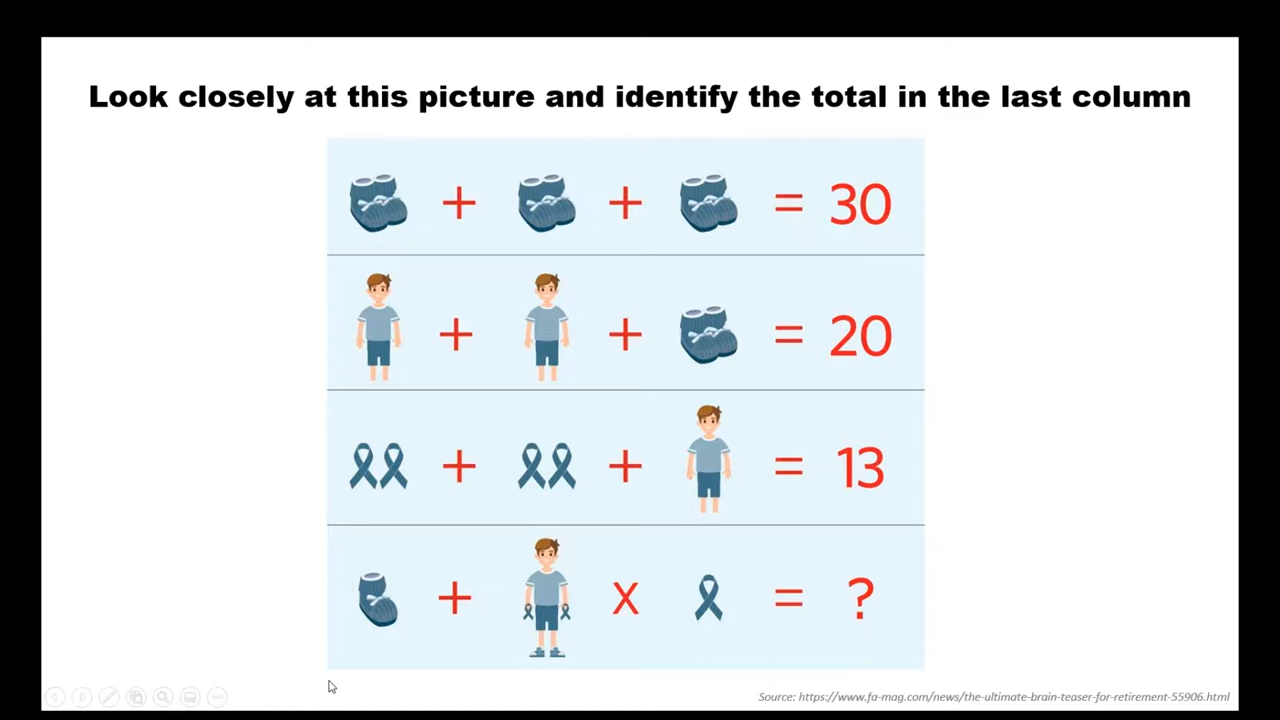 Look closely at this picture and identify the total in the last column
+ + = 30
+ + = 20
+ + = 13
+ X = ?
Source: https://www.fa-mag.com/news/the-ultimate-brain-teaser-for-retirement-55906.html